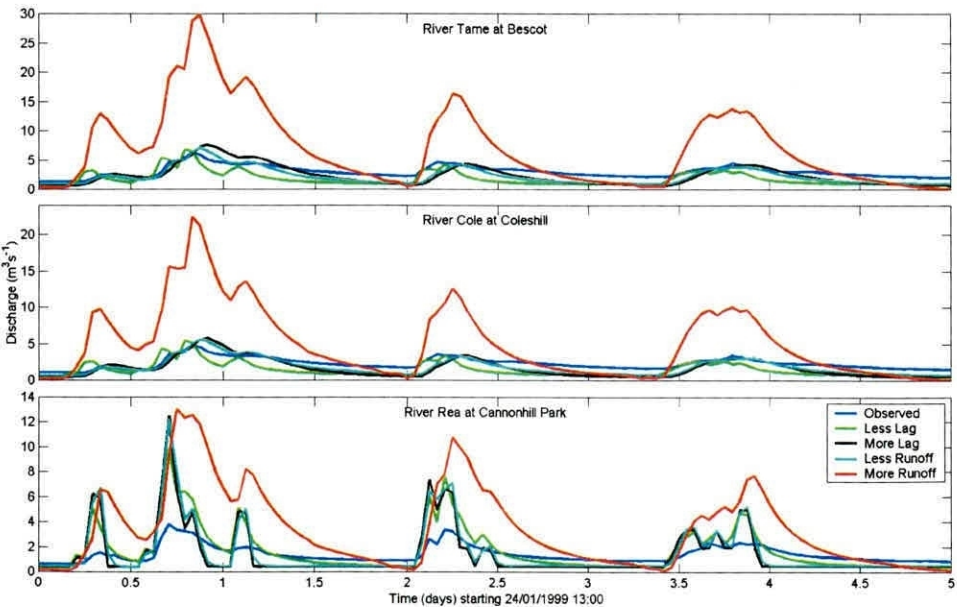 River Tame at Bescot
30
25
20
15
10
5
0
River Cole at Coleshill
20
15
10
5
0
Discharge (m³s⁻¹)
River Rea at Cannonhill Park
14
12
10
8
6
4
2
0
Observed
Less Lag
More Lag
Less Runoff
More Runoff
0 0.5 1 1.5 2 2.5 3 3.5 4 4.5 5
Time (days) starting 24/01/1999 13:00